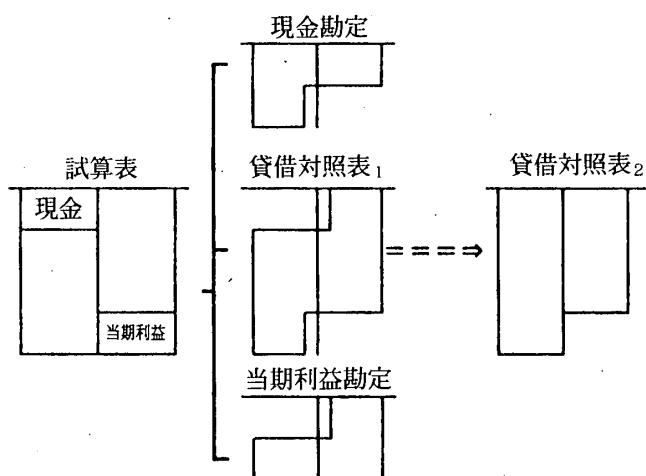 現金勘定
試算表
現金
当期利益
貸借対照表1
貸借対照表2
当期利益勘定